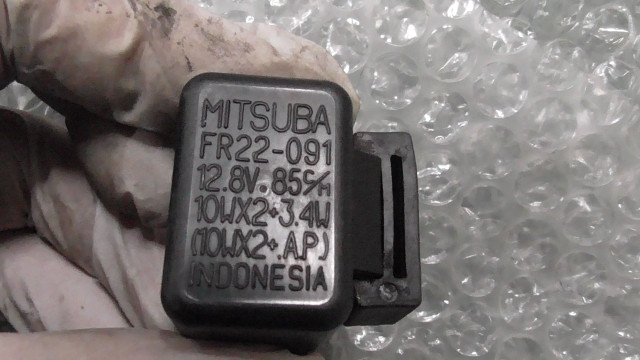 MITSUBA
FR22-091
12.8V.85C/M
10WX2+3.4W
(10WX2+.A.P)
INDONESIA